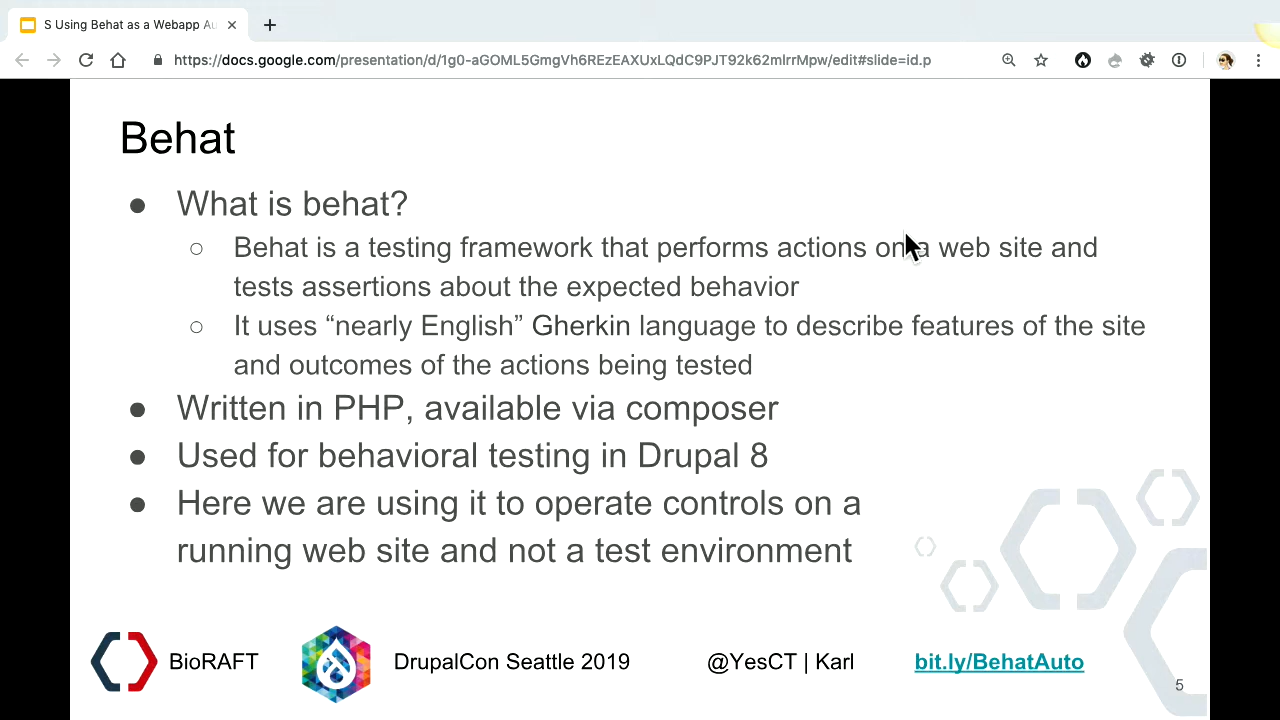 S Using Behat as a Webapp Au
https://docs.google.com/presentation/d/1g0-aGOML5GmgVh6REzEAXUxLQdC9PJT92k62mIrrMpw/edit#slide=id.p
Behat
● What is behat?
○ Behat is a testing framework that performs actions on a web site and
tests assertions about the expected behavior
○ It uses “nearly English” Gherkin language to describe features of the site
and outcomes of the actions being tested
● Written in PHP, available via composer
● Used for behavioral testing in Drupal 8
● Here we are using it to operate controls on a
running web site and not a test environment
BioRAFT
DrupalCon Seattle 2019
@YesCT | Karl
bit.ly/BehatAuto
5